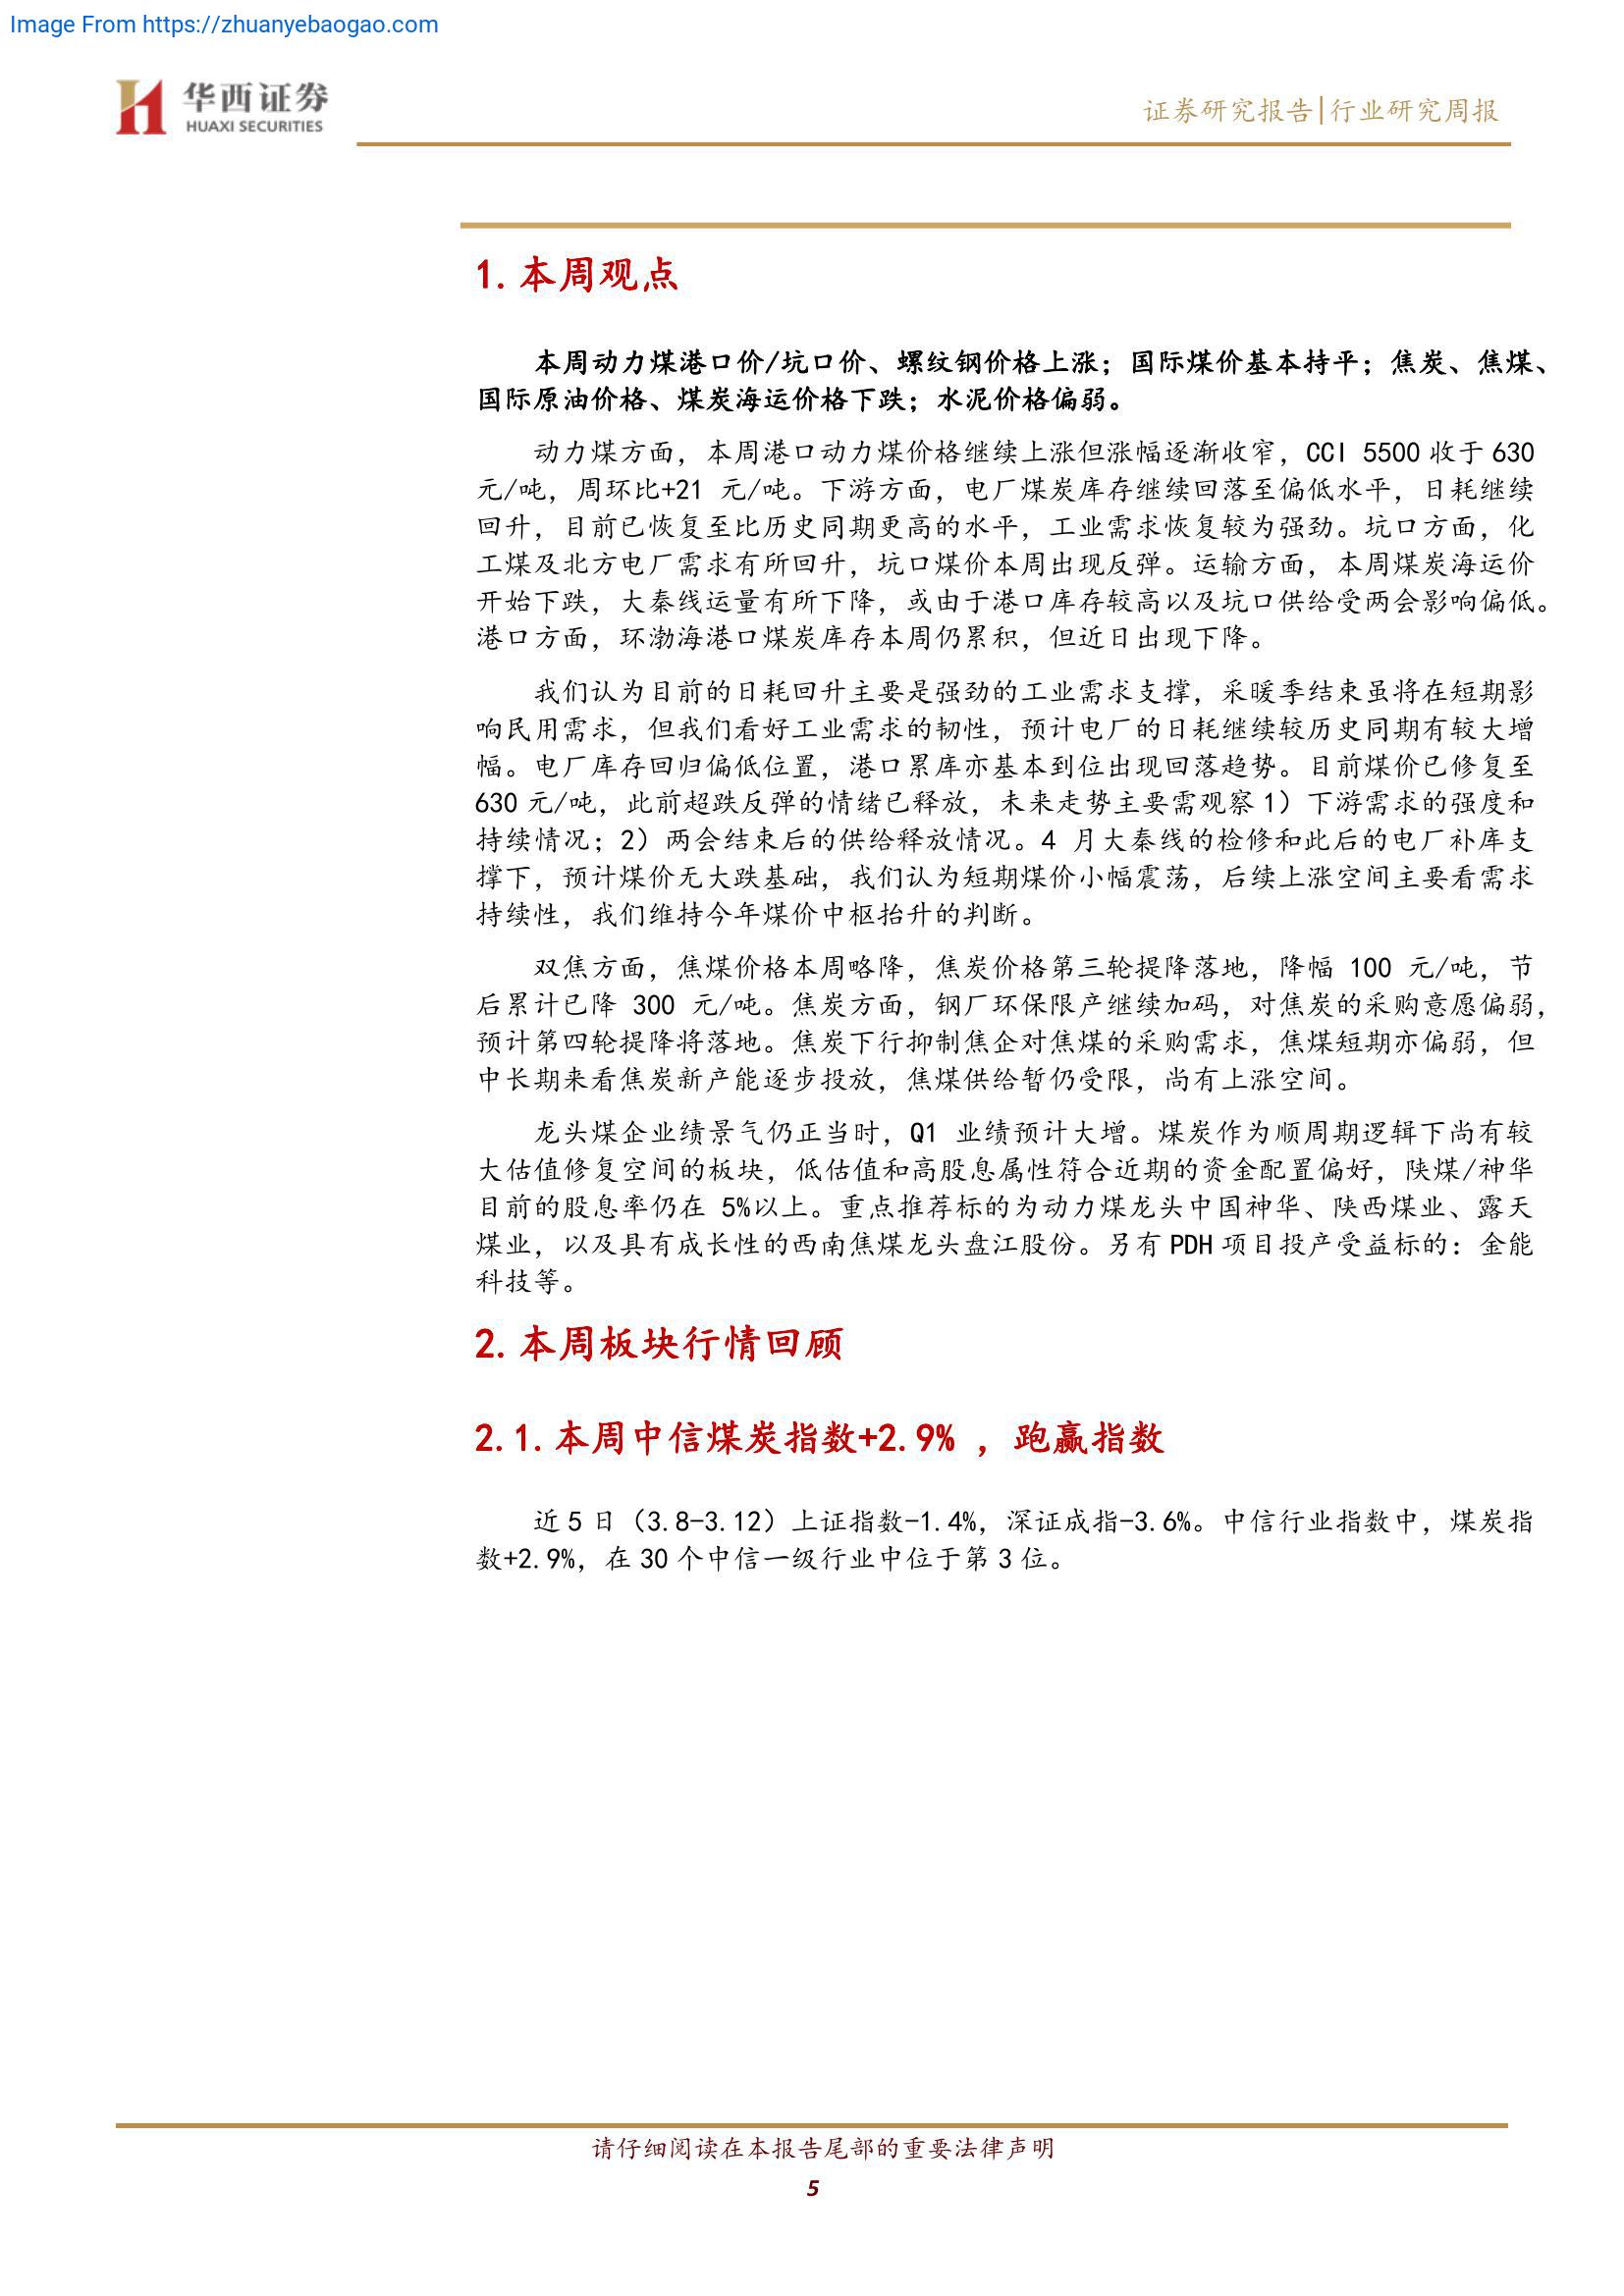 Image From https://zhuanyebaogao.com
华西证券
HUAXI SECURITIES
证券研究报告|行业研究周报
1.本周观点
本周动力煤港口价/坑口价、螺纹钢价格上涨；国际煤价基本持平；焦炭、焦煤、
国际原油价格、煤炭海运价格下跌；水泥价格偏弱。
动力煤方面，本周港口动力煤价格继续上涨但涨幅逐渐收窄，CCI 5500 收于 630
元/吨，周环比+21 元/吨。下游方面，电厂煤炭库存继续回落至偏低水平，日耗继续
回升，目前已恢复至比历史同期更高的水平，工业需求恢复较为强劲。坑口方面，化
工煤及北方电厂需求有所回升，坑口煤价本周出现反弹。运输方面，本周煤炭海运价
开始下跌，大秦线运量有所下降，或由于港口库存较高以及坑口供给受两会影响偏低。
港口方面，环渤海港口煤炭库存本周仍累积，但近日出现下降。
我们认为目前的日耗回升主要是强劲的工业需求支撑，采暖季结束虽将在短期影
响民用需求，但我们看好工业需求的韧性，预计电厂的日耗继续较历史同期有较大增
幅。电厂库存回归偏低位置，港口累库亦基本到位出现回落趋势。目前煤价已修复至
630 元/吨，此前超跌反弹的情绪已释放，未来走势主要需观察 1）下游需求的强度和
持续情况；2）两会结束后的供给释放情况。4 月大秦线的检修和此后的电厂补库支
撑下，预计煤价无大跌基础，我们认为短期煤价小幅震荡，后续上涨空间主要看需求
持续性，我们维持今年煤价中枢抬升的判断。
双焦方面，焦煤价格本周略降，焦炭价格第三轮提降落地，降幅 100 元/吨，节
后累计已降 300 元/吨。焦炭方面，钢厂环保限产继续加码，对焦炭的采购意愿偏弱，
预计第四轮提降将落地。焦炭下行抑制焦企对焦煤的采购需求，焦煤短期亦偏弱，但
中长期来看焦炭新产能逐步投放，焦煤供给暂仍受限，尚有上涨空间。
龙头煤企业绩景气仍正当时，Q1 业绩预计大增。煤炭作为顺周期逻辑下尚有较
大估值修复空间的板块，低估值和高股息属性符合近期的资金配置偏好，陕煤/神华
目前的股息率仍在 5%以上。重点推荐标的为动力煤龙头中国神华、陕西煤业、露天
煤业，以及具有成长性的西南焦煤龙头盘江股份。另有 PDH 项目投产受益标的：金能
科技等。
2.本周板块行情回顾
2.1.本周中信煤炭指数+2.9% ，跑赢指数
近 5 日（3.8-3.12）上证指数-1.4%，深证成指-3.6%。中信行业指数中，煤炭指
数+2.9%，在 30 个中信一级行业中位于第 3 位。
请仔细阅读在本报告尾部的重要法律声明
5